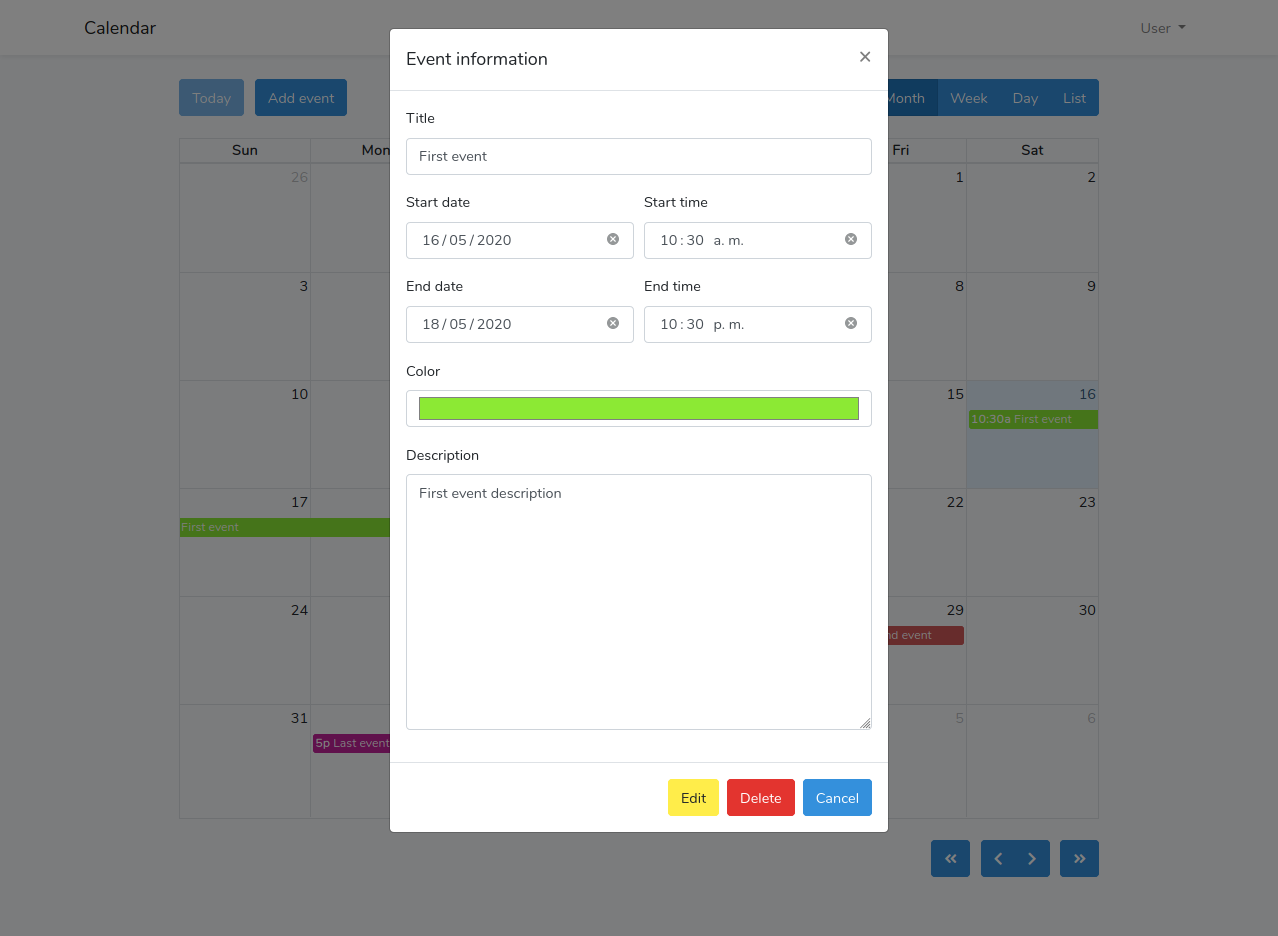 Calendar
User
Event information
×
Today
Add event
Month
Week
Day
List
Title
First event
Sun
Mon
Fri
Sat
26
1
2
Start date
Start time
16/05/2020
10:30 a. m.
3
8
9
End date
End time
18/05/2020
10:30 p. m.
Color
10
15
16
10:30a First event
Description
First event description
17
22
23
First event
24
29
30
event
31
5
6
5p Last event
Edit
Delete
Cancel
«
<
>
»